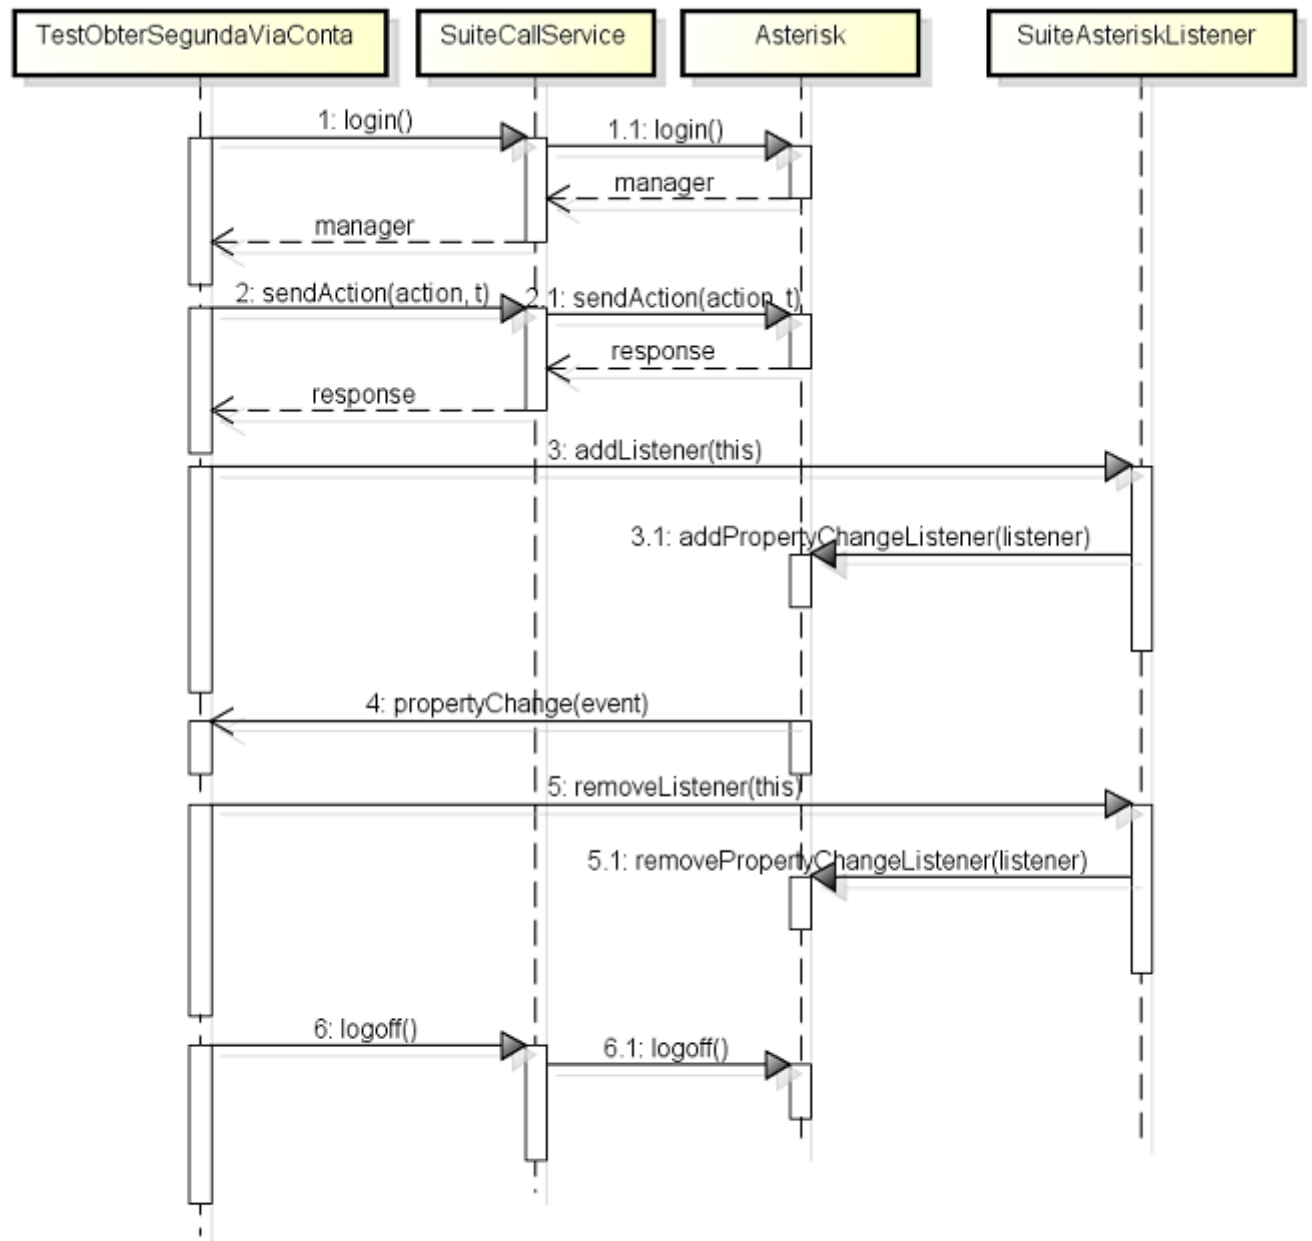 TestObterSegundaViaConta
SuiteCallService
Asterisk
SuiteAsteriskListener
1: login()
1.1: login()
manager
manager
2: sendAction(action, t)
2.1: sendAction(action, t)
response
response
3: addListener(this)
3.1: addPropertyChangeListener(listener)
4: propertyChange(event)
5: removeListener(this)
5.1: removePropertyChangeListener(listener)
6: logoff()
6.1: logoff()